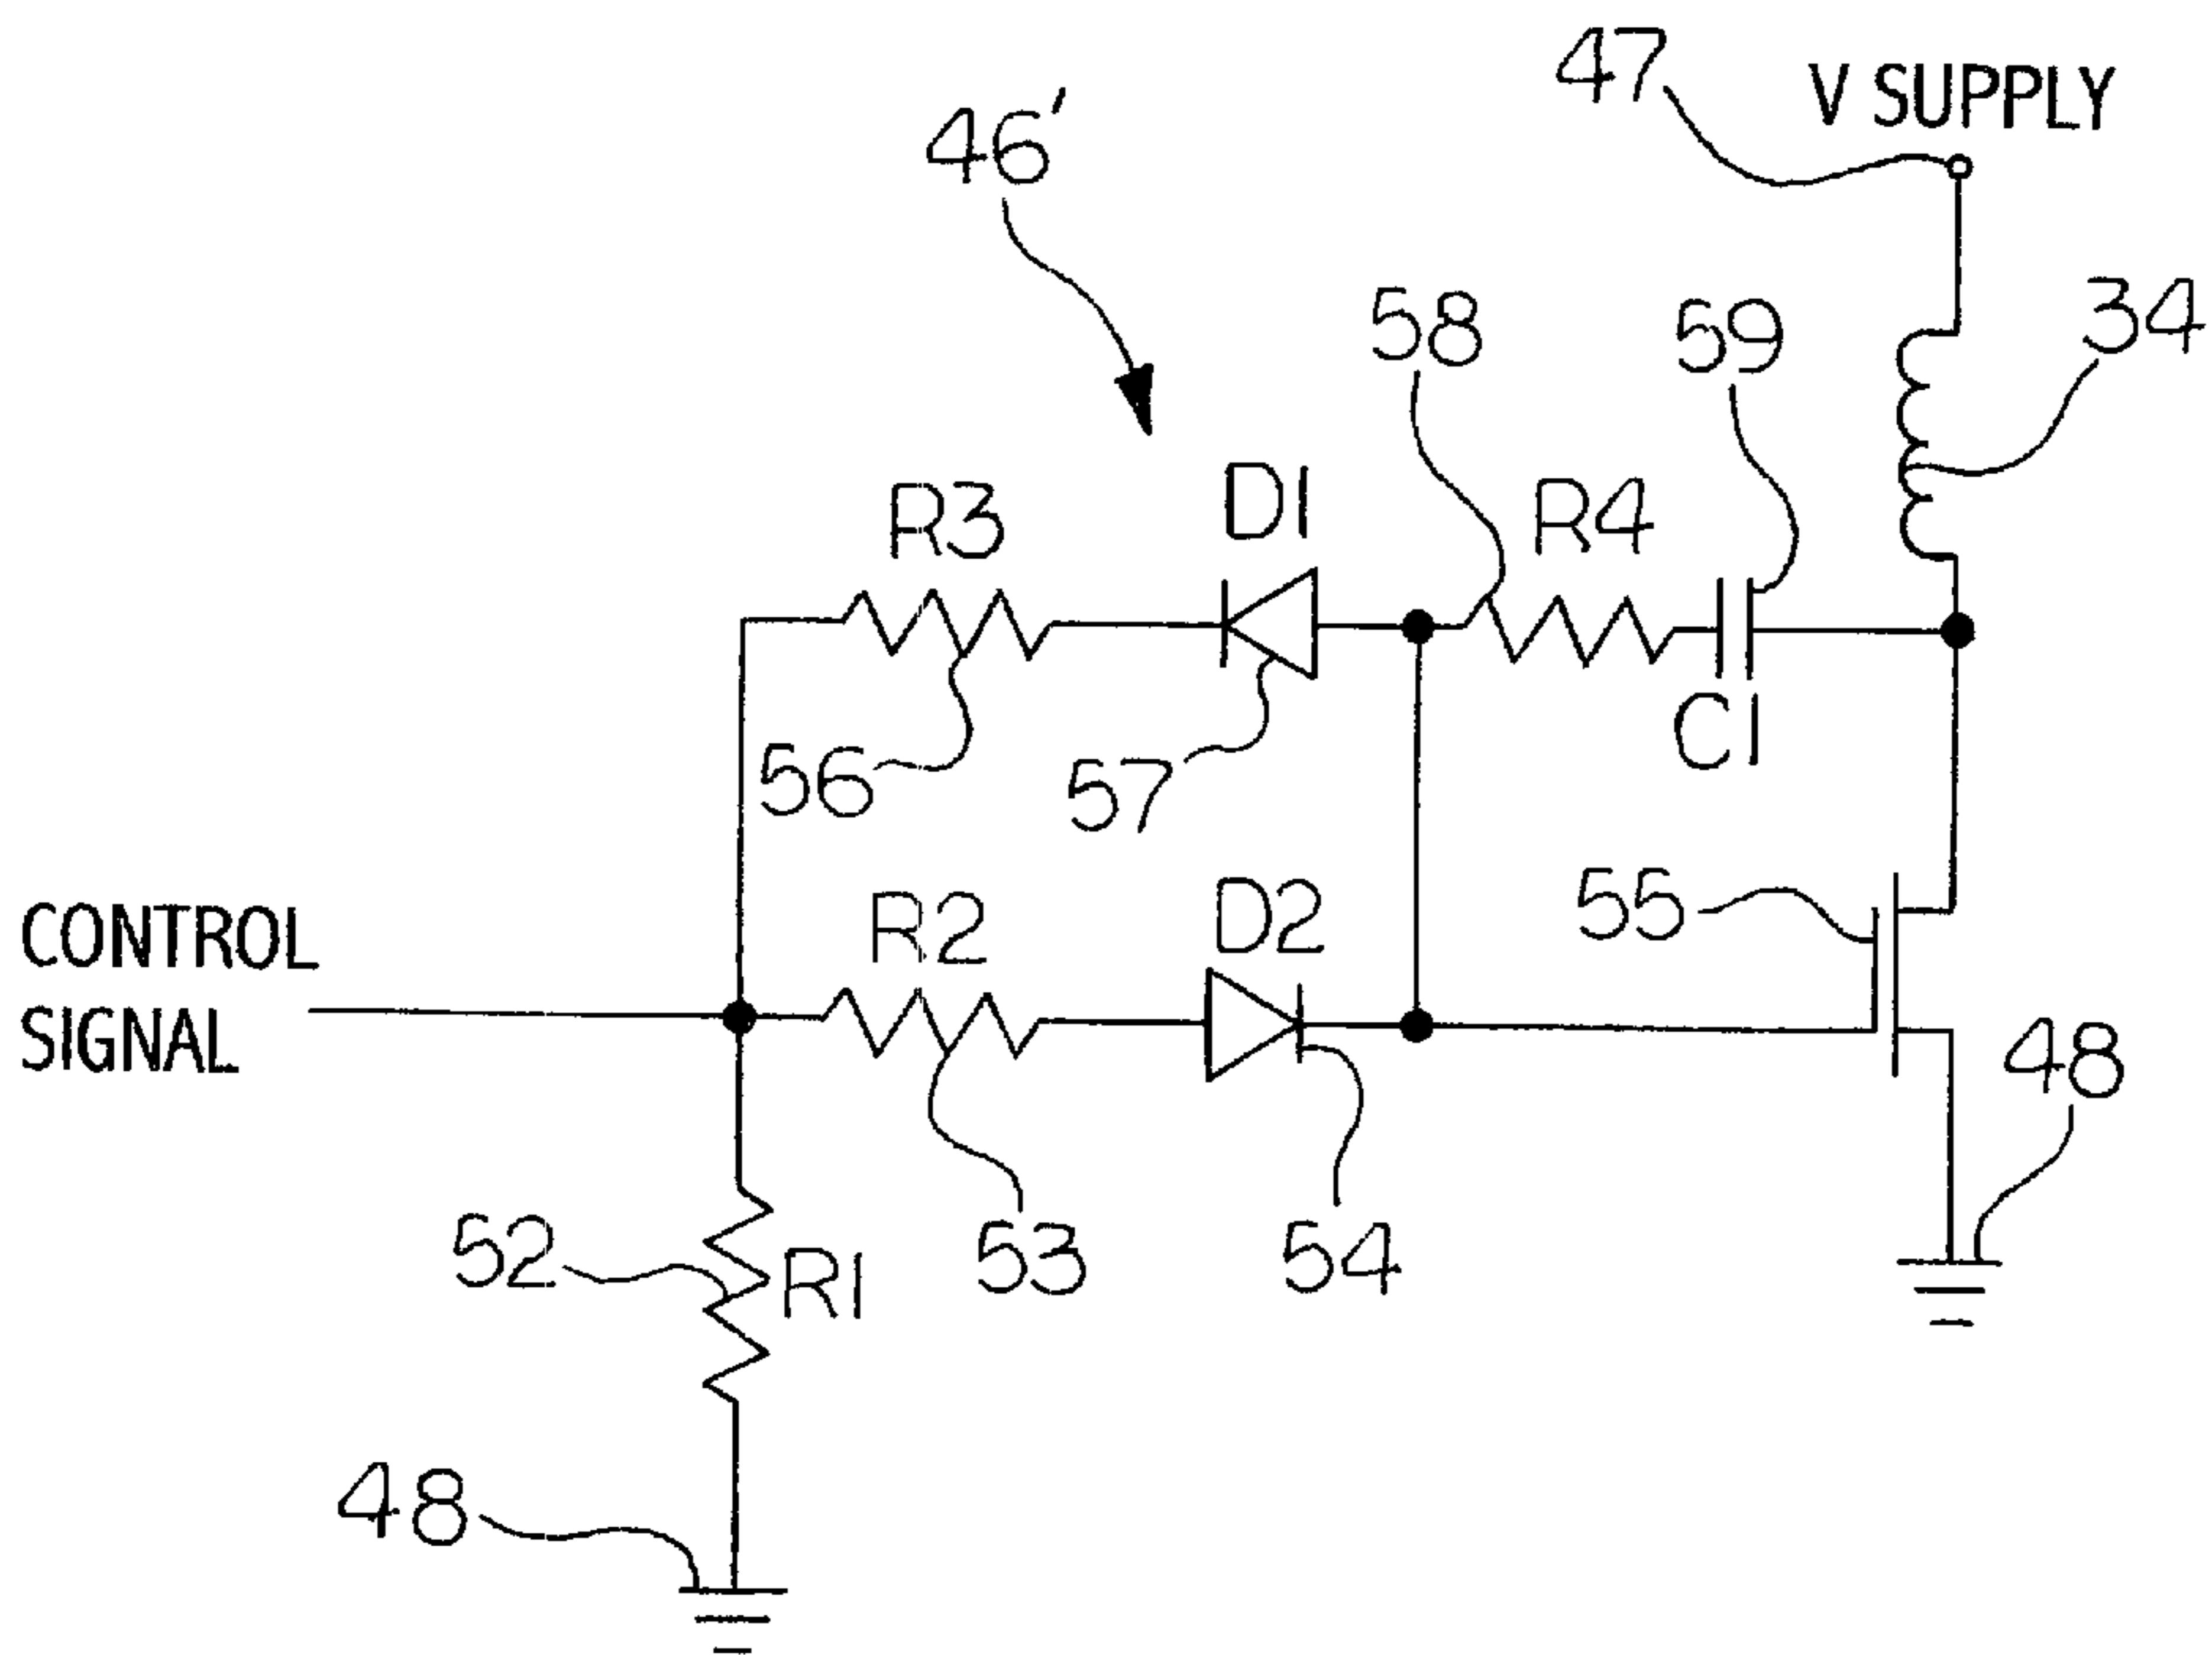 47
V SUPPLY
46'
34
58
59
R3
D1
R4
C1
56
57
55
R2
D2
CONTROL
SIGNAL
48
52
R1
53
54
48